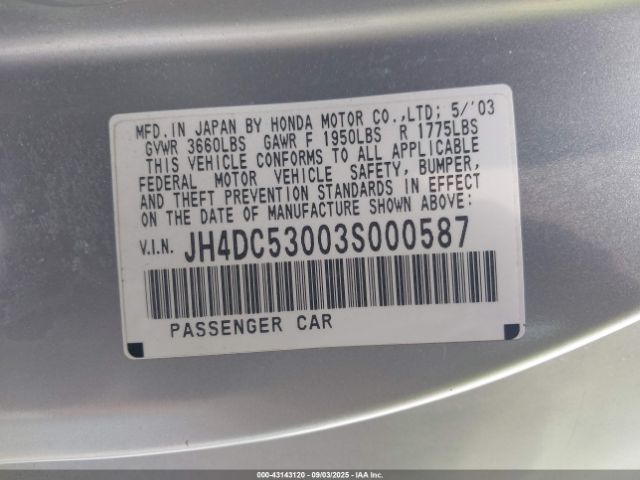 MFD. IN JAPAN BY HONDA MOTOR CO.,LTD; 5/'03
GVWR 3660LBS GAWR F 1950LBS R 1775LBS
THIS VEHICLE CONFORMS TO ALL APPLICABLE
FEDERAL MOTOR VEHICLE SAFETY, BUMPER,
AND THEFT PREVENTION STANDARDS IN EFFECT
ON THE DATE OF MANUFACTURE SHOWN ABOVE:
V.I.N. JH4DC53003S000587
PASSENGER CAR
000-43143120 - 09/03/2025 - IAAI.COM